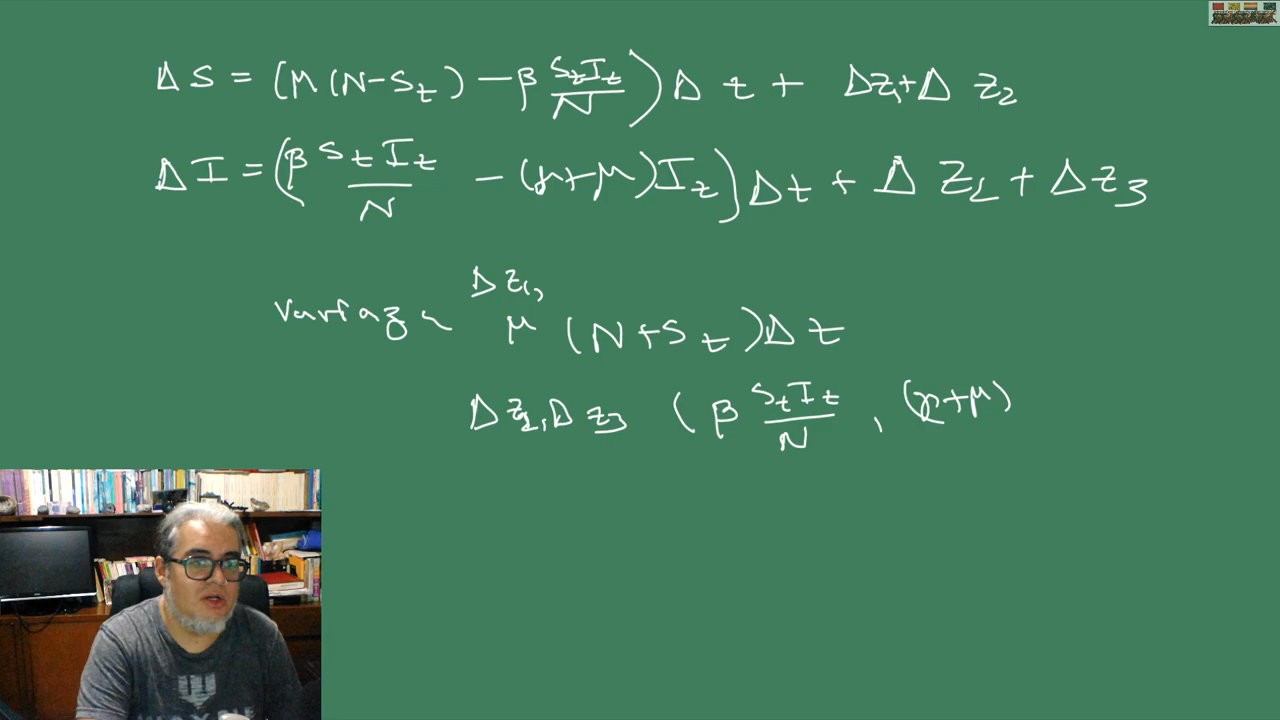 ΔS = (μ(N-S_t) - β S_t I_t / N) Δt + ΔZ_1 + ΔZ_2
ΔI = (β S_t I_t / N - (γ+μ) I_t) Δt + ΔZ_2 + ΔZ_3
ΔZ_1,
Varianza μ (N+S_t) Δt
ΔZ_2, ΔZ_3 (β S_t I_t / N, (γ+μ)